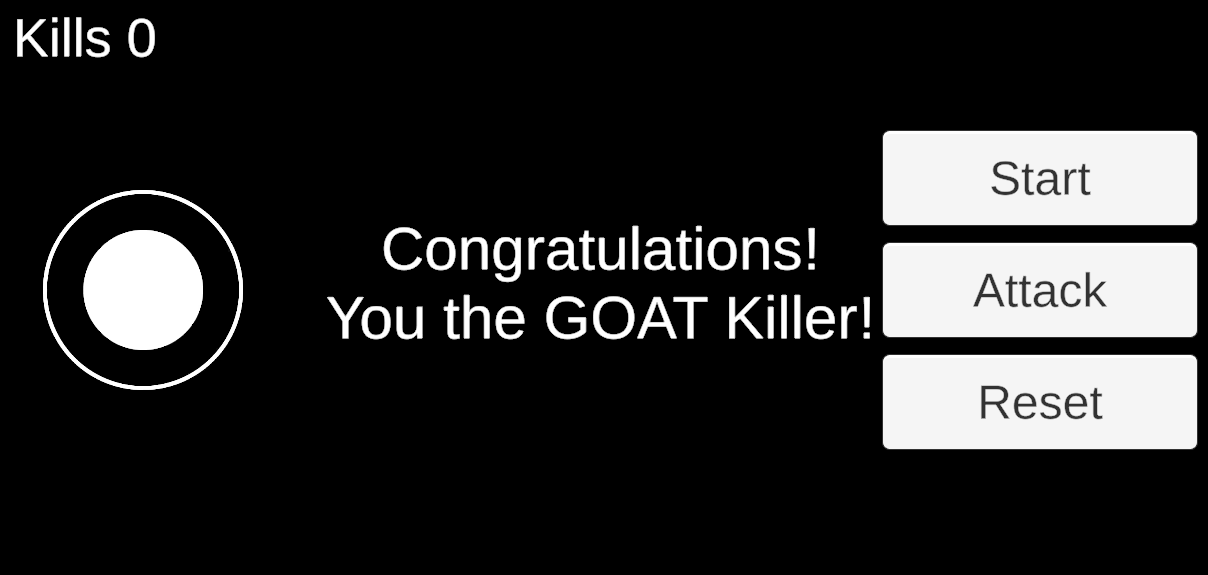 Kills 0
Congratulations!
You the GOAT Killer!
Start
Attack
Reset